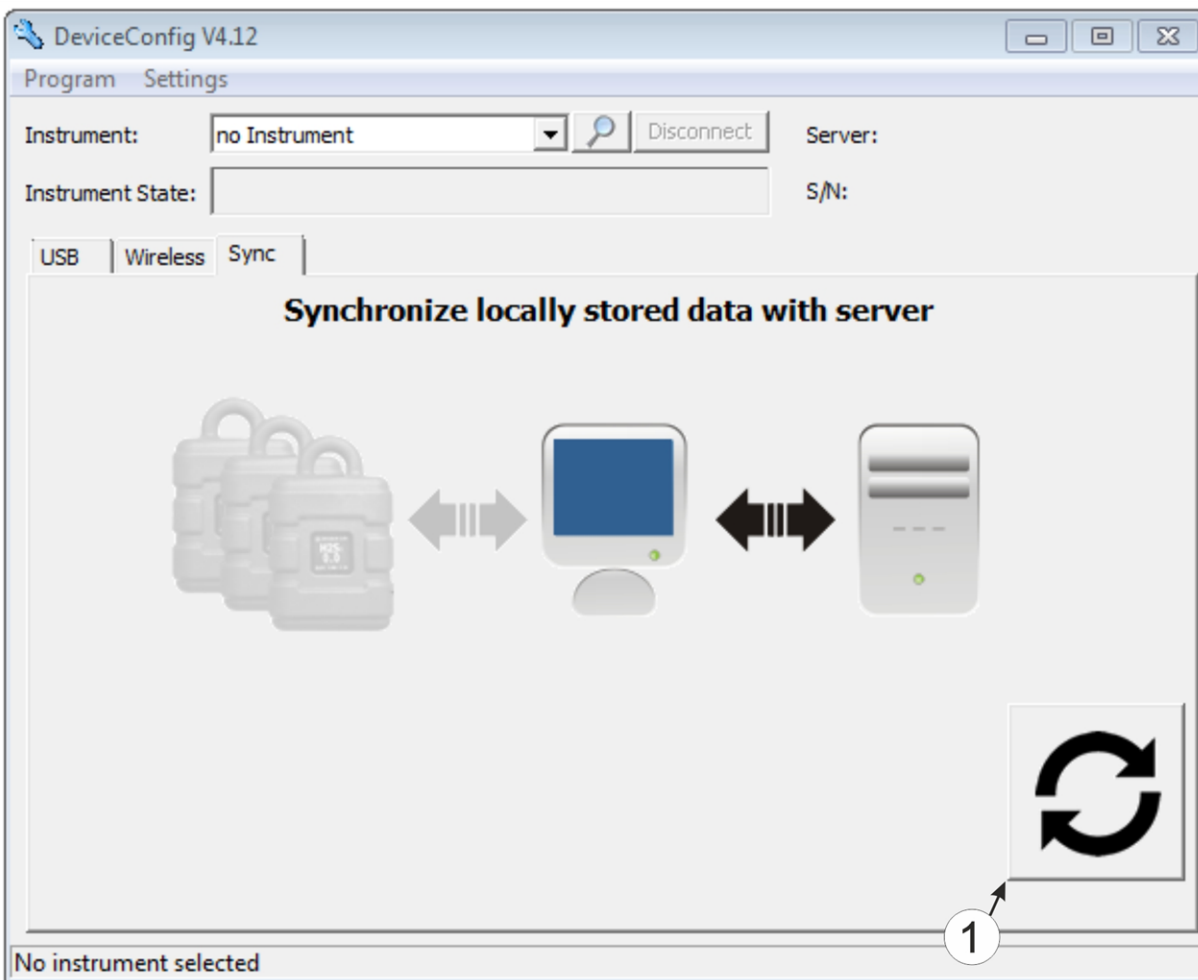 DeviceConfig V4.12
Program Settings
Instrument: no Instrument Disconnect Server:
Instrument State: S/N:
USB Wireless Sync
Synchronize locally stored data with server
1
No instrument selected